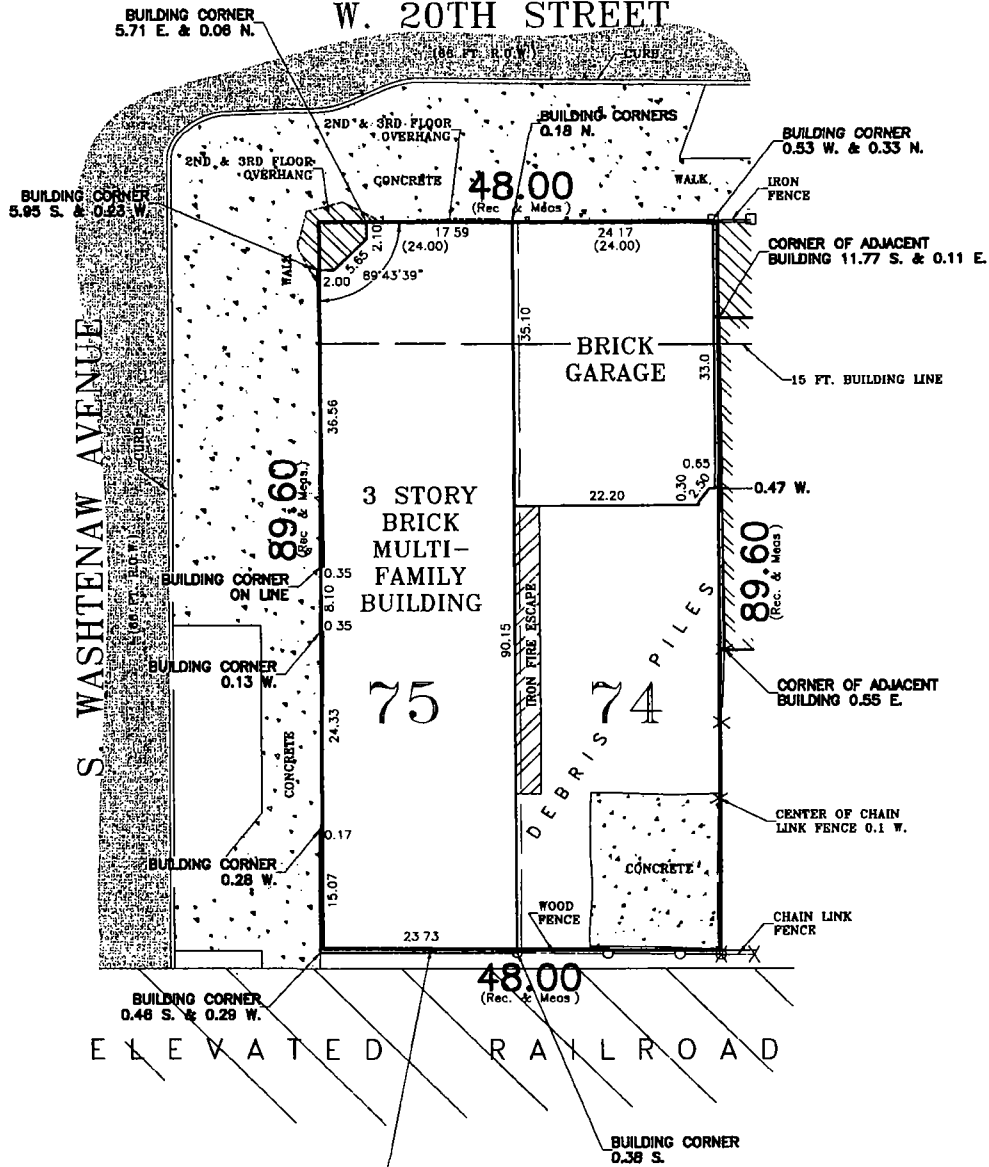 W. 20TH STREET
(66 FT. R.O.W.)
CURB
BUILDING CORNER
5.71 E. & 0.06 N.
2ND & 3RD FLOOR
OVERHANG
BUILDING CORNERS
0.18 N.
BUILDING CORNER
0.53 W. & 0.33 N.
2ND & 3RD FLOOR
OVERHANG
CONCRETE
WALK
IRON
FENCE
BUILDING CORNER
5.95 S. & 0.23 W.
48.00
(Rec. & Meas)
17 59
(24.00)
24.17
(24.00)
2.10
5.65
2.00
89°43'39"
WALK
CORNER OF ADJACENT
BUILDING 11.77 S. & 0.11 E.
35.10
33.0
BRICK
GARAGE
15 FT. BUILDING LINE
S. WASHTENAW AVENUE
(66 FT. R.O.W.)
CURB
36.56
89.60
(Rec. & Meas.)
0.65
0.30
2.50
0.47 W.
22.20
3 STORY
BRICK
MULTI-
FAMILY
BUILDING
89.60
(Rec. & Meas)
BUILDING CORNER
ON LINE
0.35
8.10
0.35
90.15
IRON FIRE ESCAPE
DEBRIS PILES
BUILDING CORNER
0.13 W.
75
74
CORNER OF ADJACENT
BUILDING 0.55 E.
24.33
CONCRETE
CENTER OF CHAIN
LINK FENCE 0.1 W.
0.17
BUILDING CORNER
0.28 W.
CONCRETE
15.07
WOOD
FENCE
CHAIN LINK
FENCE
23 73
48.00
(Rec. & Meas)
BUILDING CORNER
0.46 S. & 0.29 W.
ELEVATED RAILROAD
BUILDING CORNER
0.38 S.